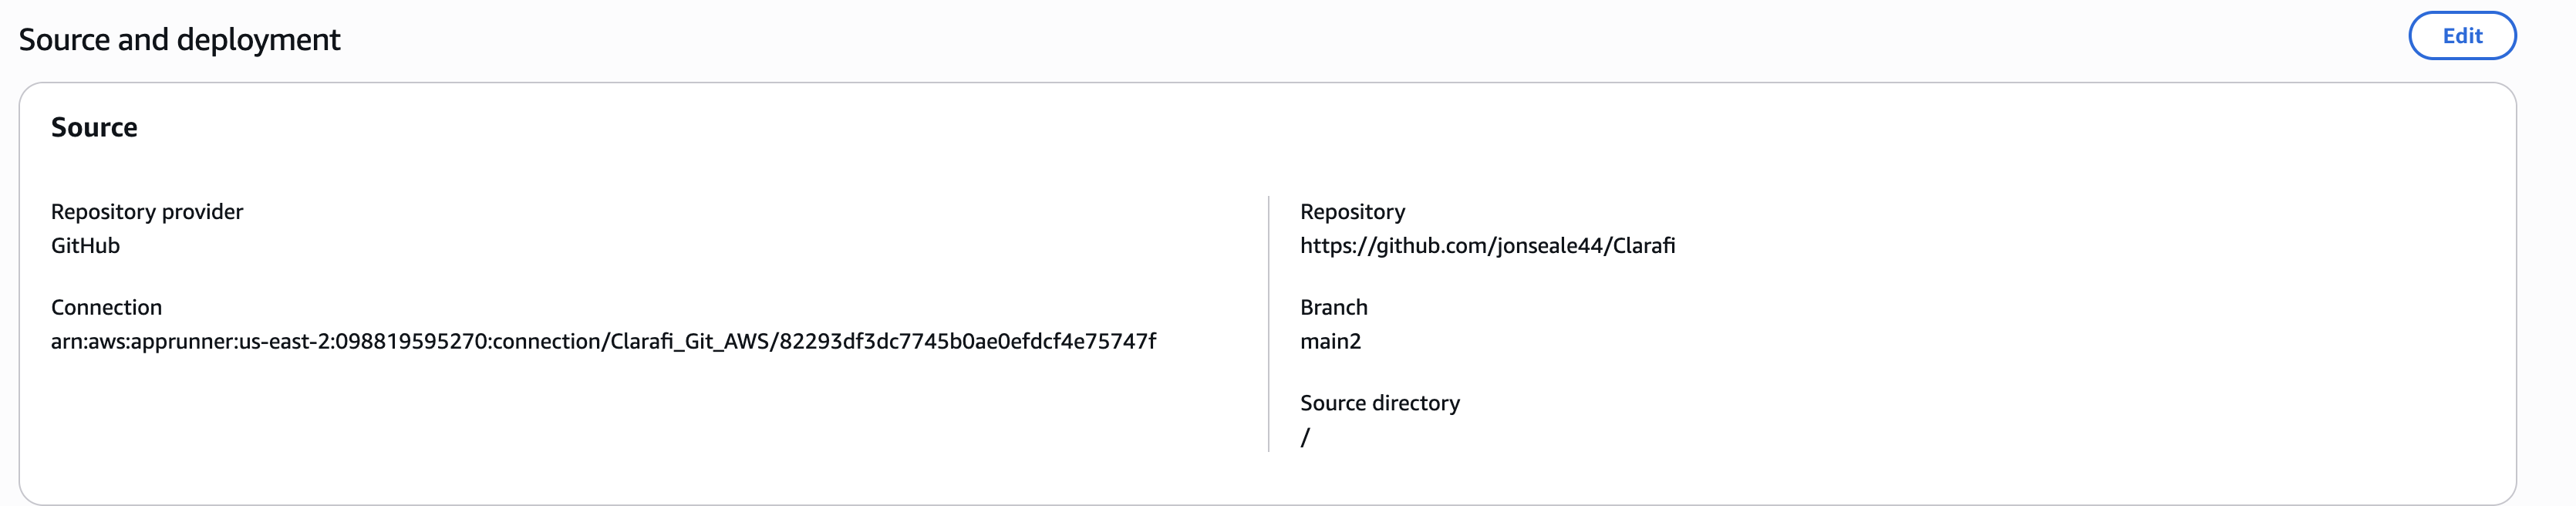 Source and deployment
Edit
Source
Repository provider
GitHub
Connection
arn:aws:apprunner:us-east-2:098819595270:connection/Clarafi_Git_AWS/82293df3dc7745b0ae0efdcf4e75747f
Repository
https://github.com/jonseale44/Clarafi
Branch
main2
Source directory
/